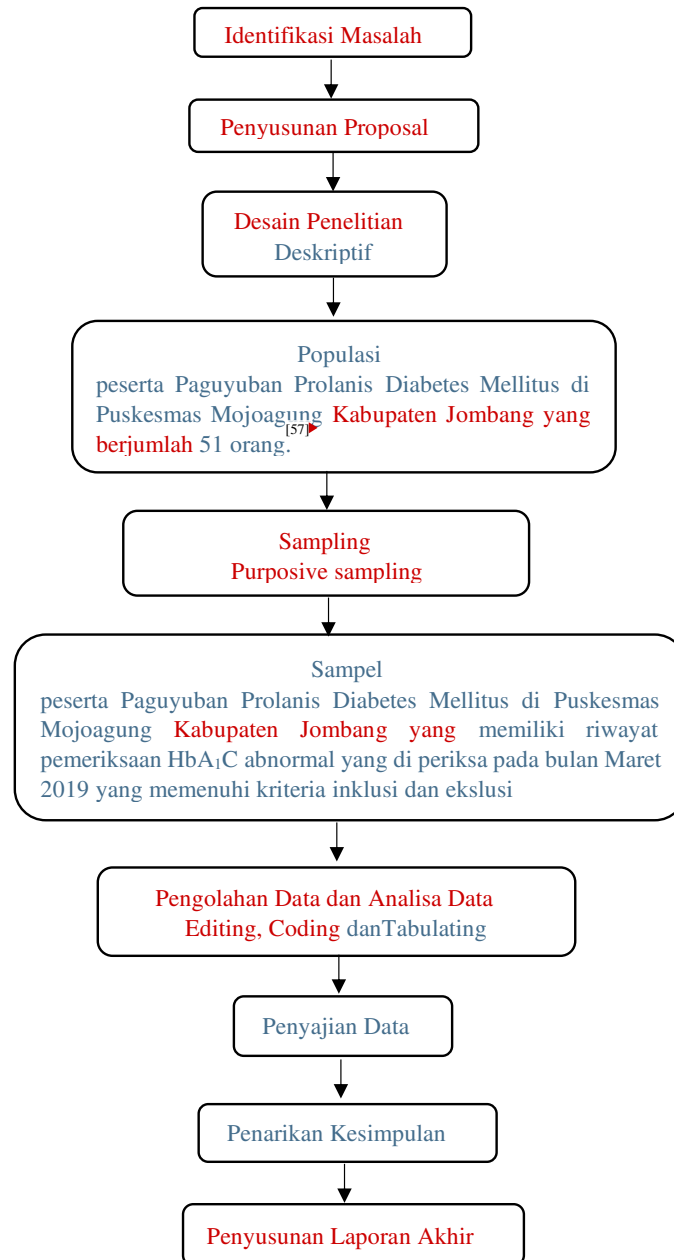 Identifikasi Masalah
Penyusunan Proposal
Desain Penelitian
Deskriptif
Populasi
peserta Paguyuban Prolanis Diabetes Mellitus di
Puskesmas Mojoagung Kabupaten Jombang yang
berjumlah 51 orang.[57]
Sampling
Purposive sampling
Sampel
peserta Paguyuban Prolanis Diabetes Mellitus di Puskesmas
Mojoagung Kabupaten Jombang yang memiliki riwayat
pemeriksaan HbA₁C abnormal yang di periksa pada bulan Maret
2019 yang memenuhi kriteria inklusi dan ekslusi
Pengolahan Data dan Analisa Data
Editing, Coding danTabulating
Penyajian Data
Penarikan Kesimpulan
Penyusunan Laporan Akhir